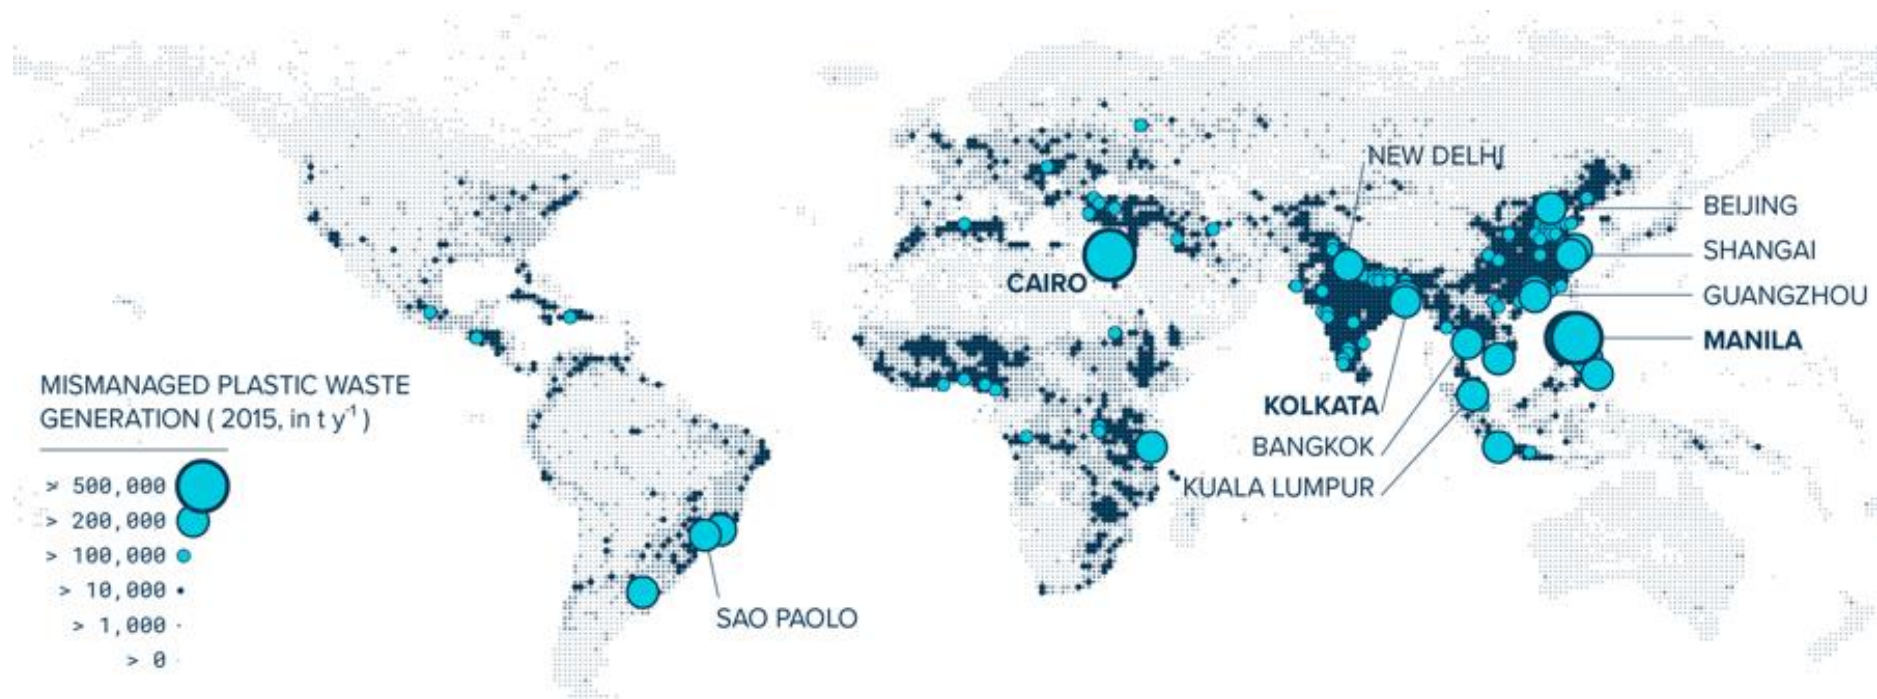 NEW DELHI
BEIJING
SHANGAI
CAIRO
GUANGZHOU
MANILA
MISMANAGED PLASTIC WASTE
GENERATION ( 2015, in t y⁻¹ )
KOLKATA
BANGKOK
KUALA LUMPUR
> 500,000
> 200,000
> 100,000
> 10,000
> 1,000
> 0
SAO PAOLO